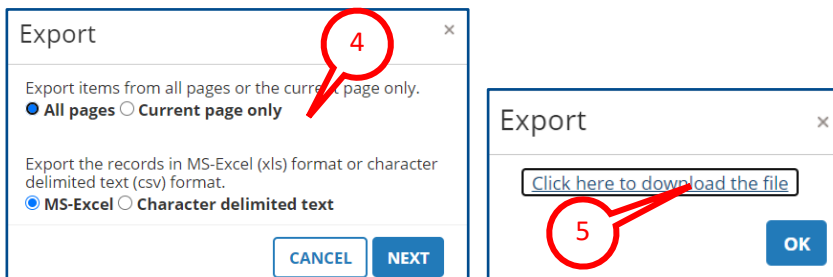 Export ×
4
Export items from all pages or the current page only.
All pages Current page only
Export the records in MS-Excel (xls) format or character
delimited text (csv) format.
MS-Excel Character delimited text
CANCEL NEXT
Export ×
Click here to download the file
5
OK